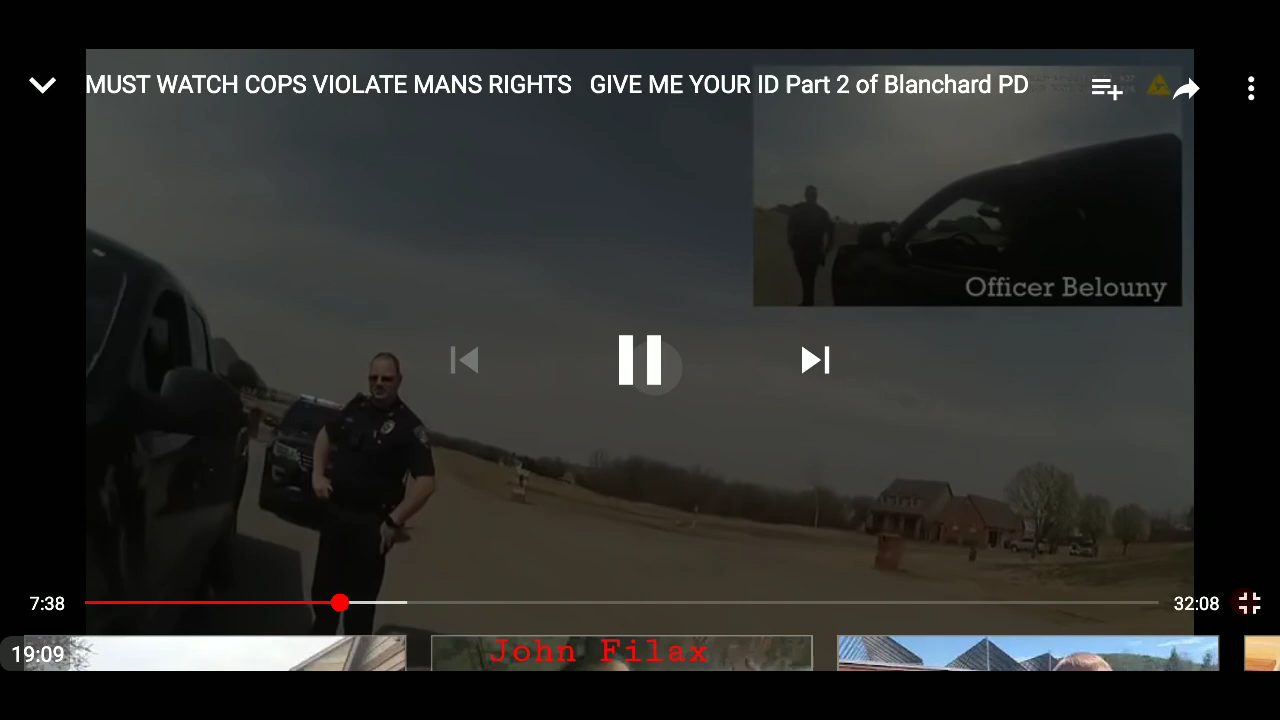 MUST WATCH COPS VIOLATE MANS RIGHTS GIVE ME YOUR ID Part 2 of Blanchard PD
Officer Belouny
7:38
32:08
19:09
John Filax